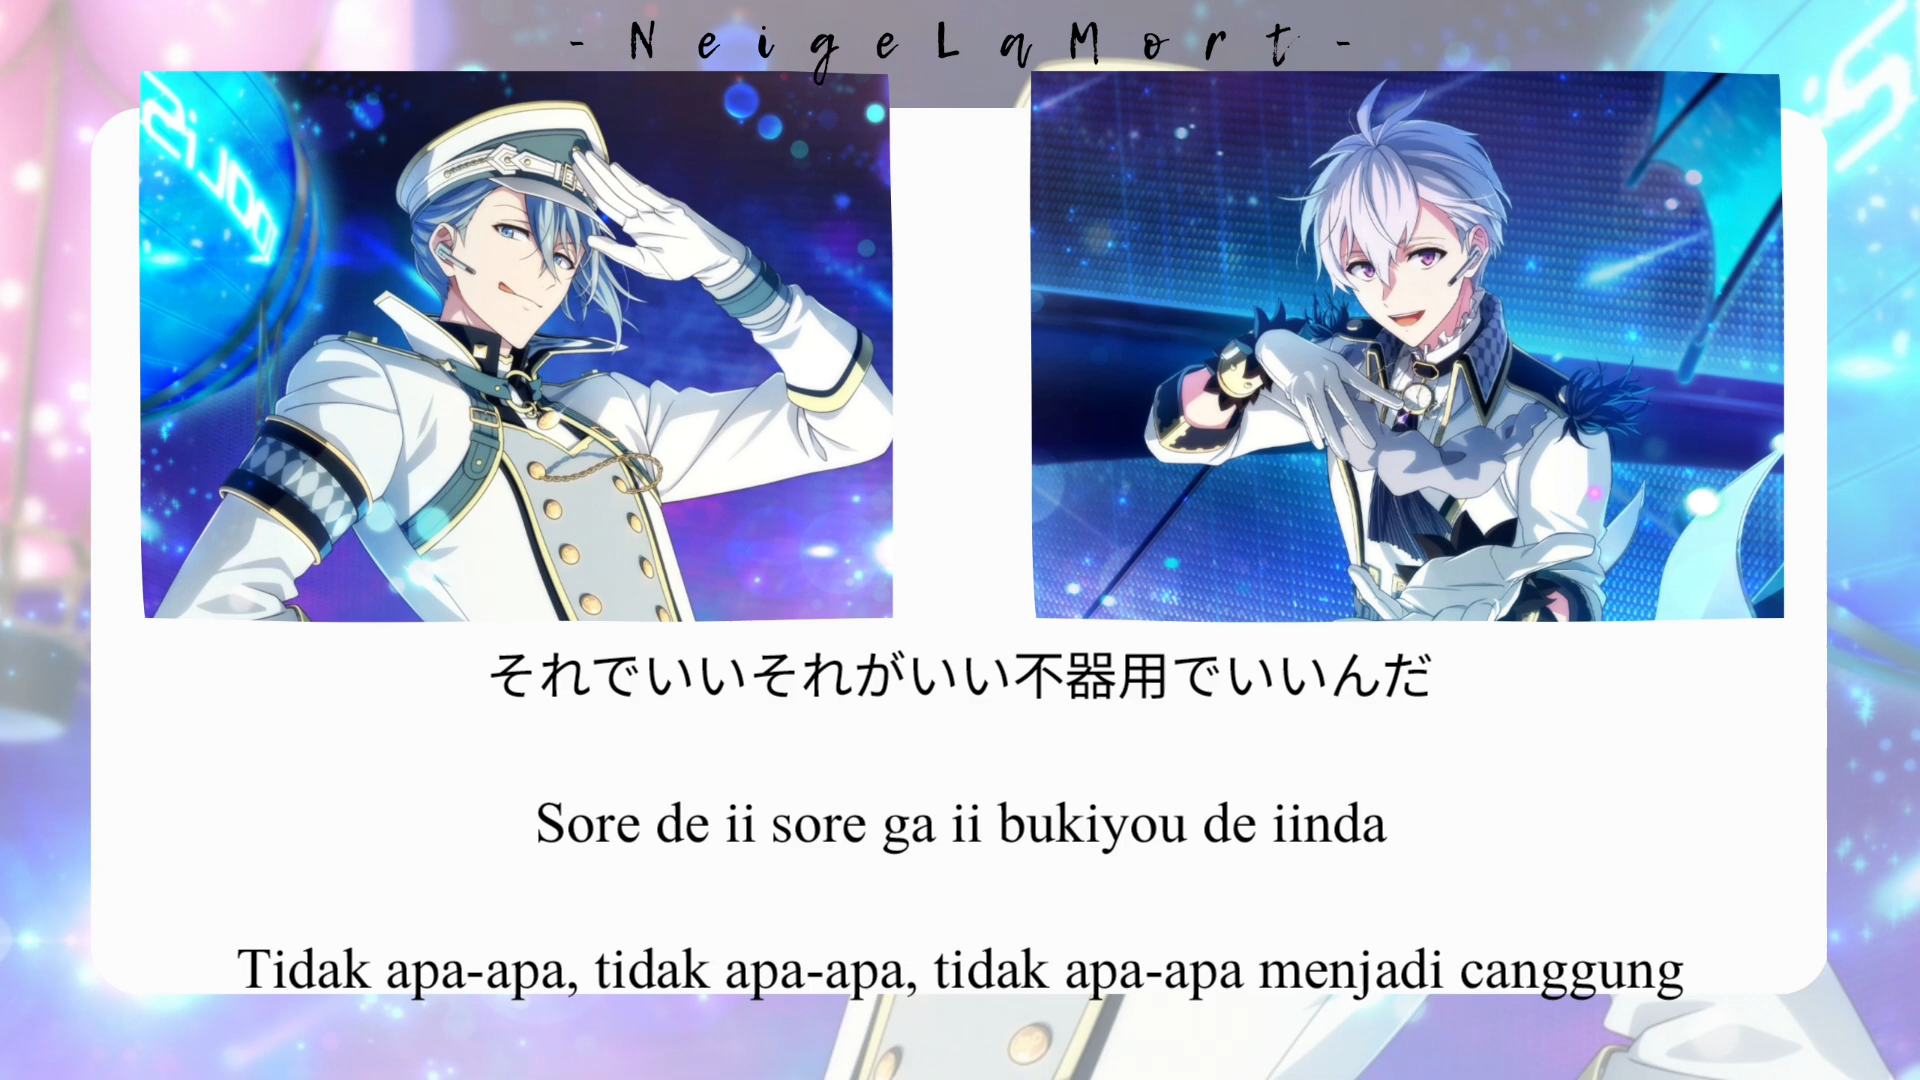 - NeigeLaMort -
それでいいそれがいい不器用でいいんだ
Sore de ii sore ga ii bukiyou de iinda
Tidak apa-apa, tidak apa-apa, tidak apa-apa menjadi canggung